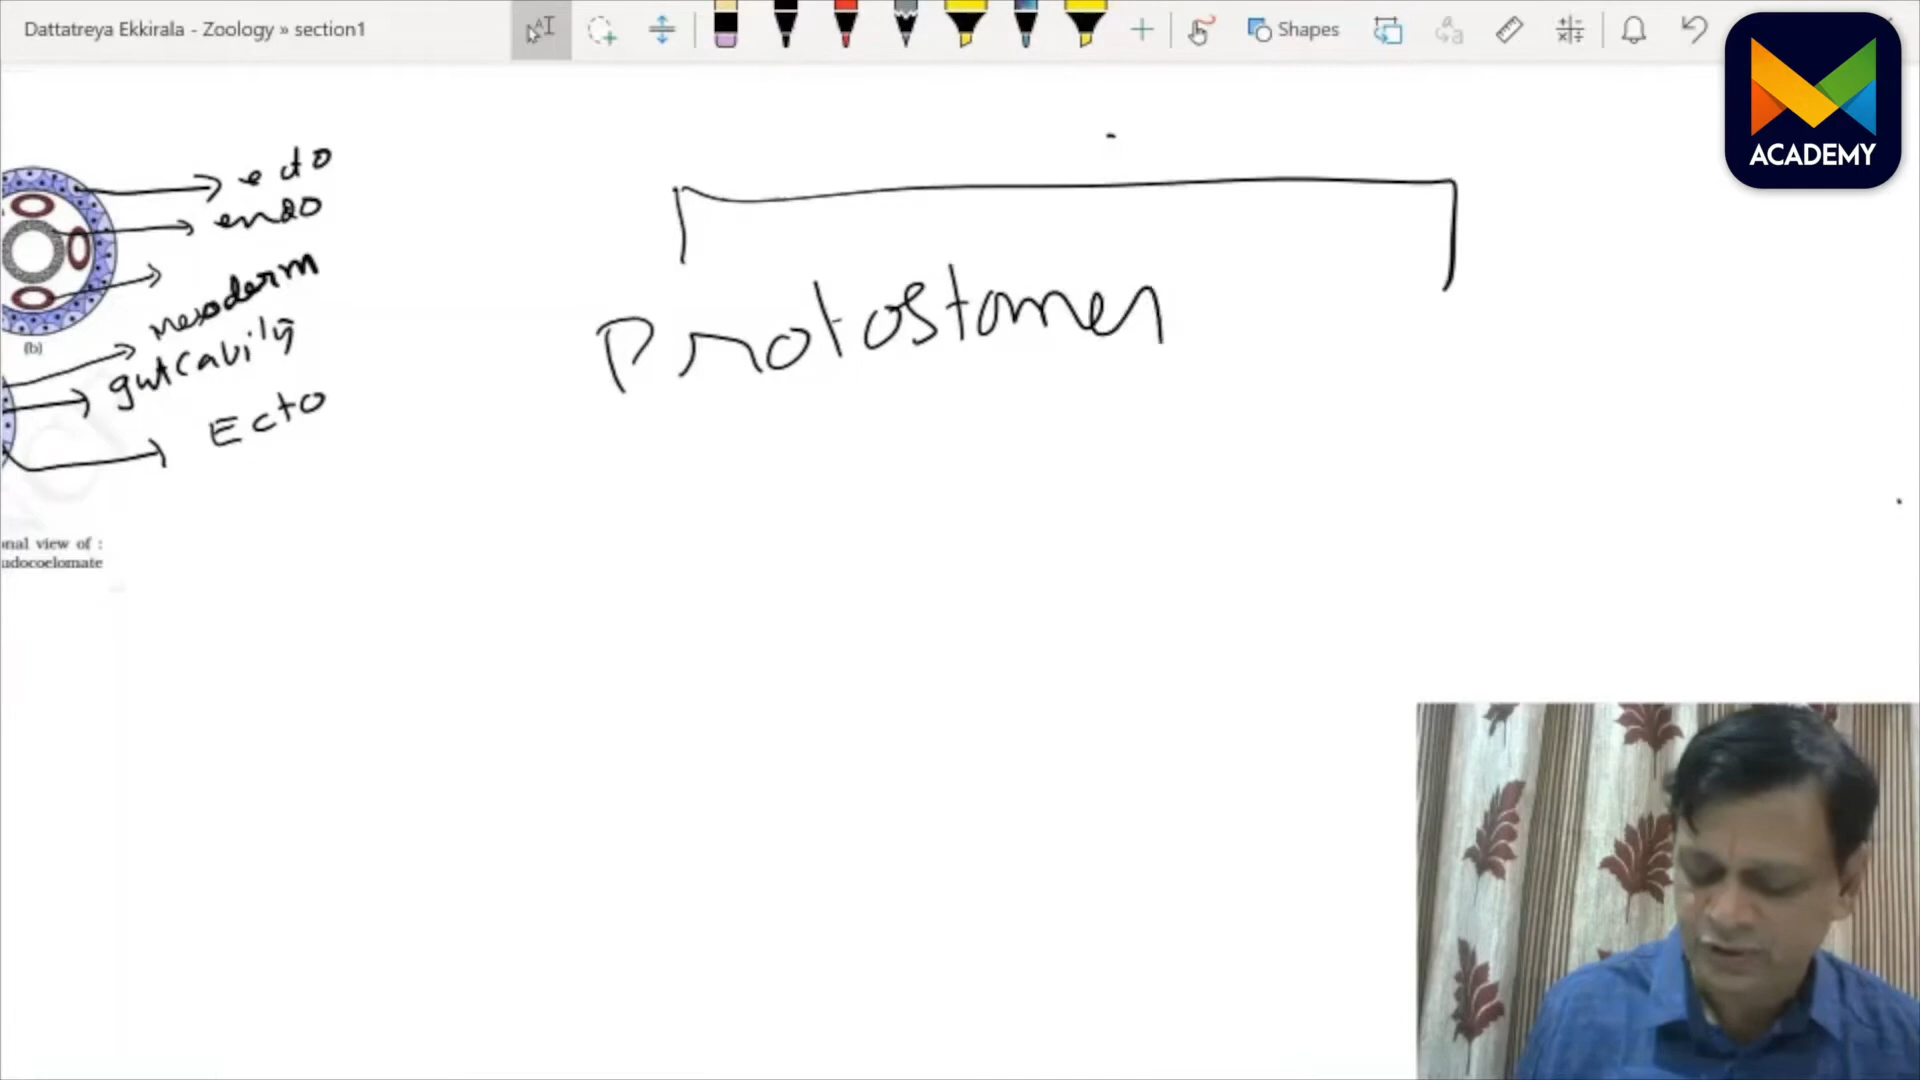 Dattatreya Ekkirala - Zoology » section1
Shapes
ACADEMY
ecto
endo
mesoderm
(b)
gutcavity
Ecto
Protostomes
onal view of :
udocoelomate